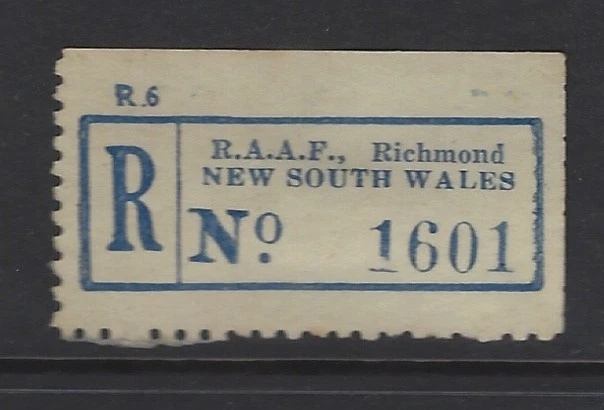 R.6
R
R.A.A.F., Richmond
NEW SOUTH WALES
No. 1601